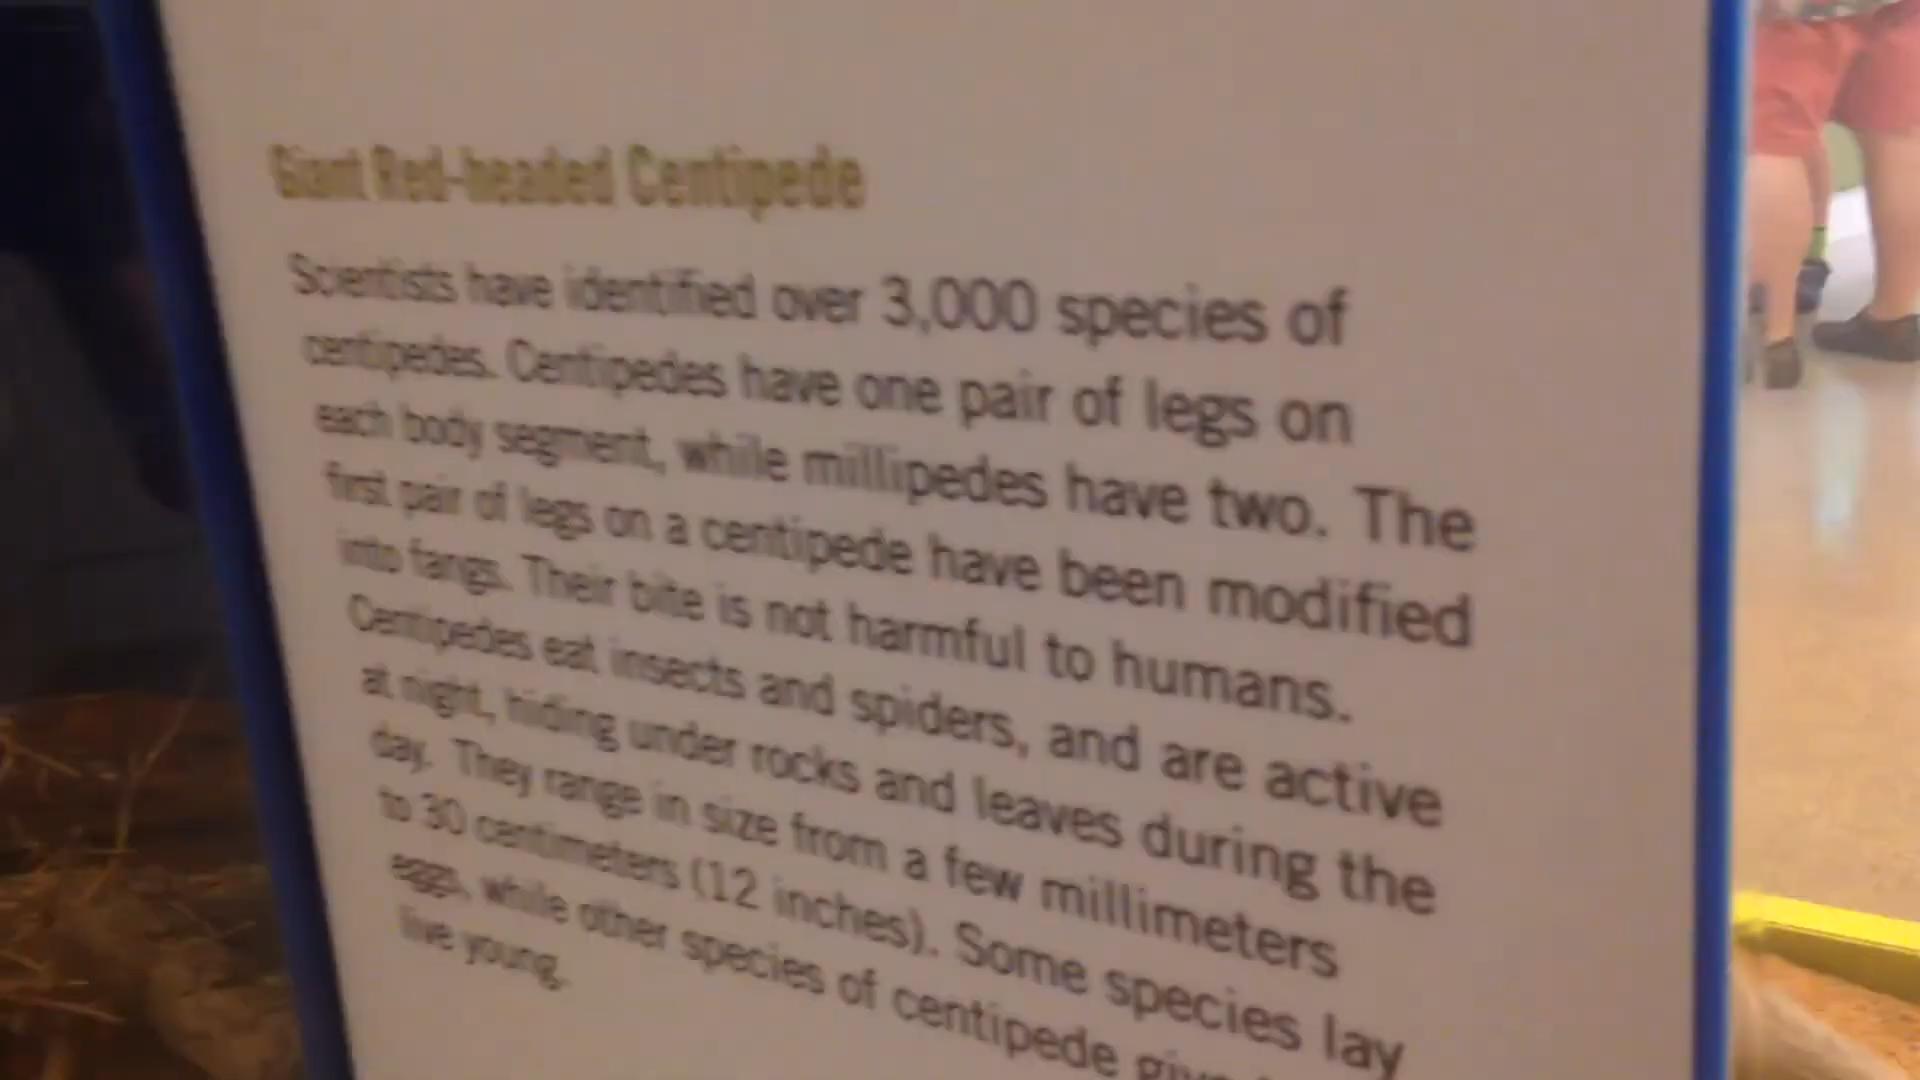 Giant Red-headed Centipede
Scientists have identified over 3,000 species of
centipedes. Centipedes have one pair of legs on
each body segment, while millipedes have two. The
first pair of legs on a centipede have been modified
into fangs. Their bite is not harmful to humans.
Centipedes eat insects and spiders, and are active
at night, hiding under rocks and leaves during the
day. They range in size from a few millimeters
to 30 centimeters (12 inches). Some species lay
eggs, while other species of centipede give
live young.